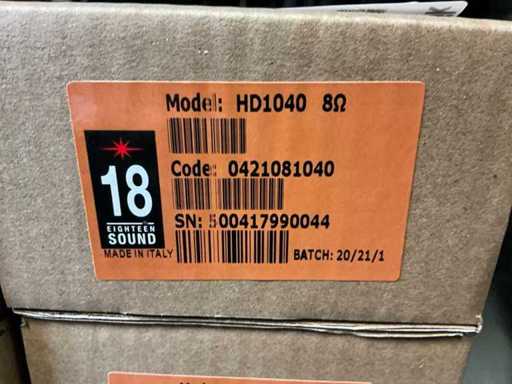 Model: HD1040 8Ω
Code: 0421081040
18
EIGHTEEN
SOUND
SN: 500417990044
MADE IN ITALY
BATCH: 20/21/1